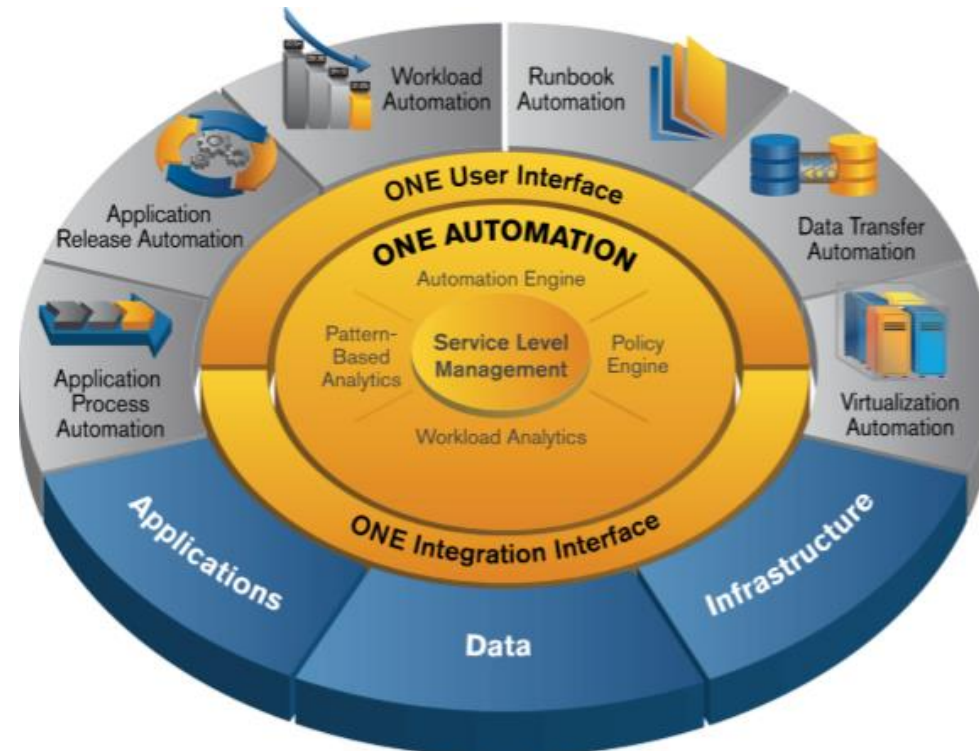 Workload
Automation
Runbook
Automation
Application
Release Automation
Data Transfer
Automation
Application
Process
Automation
Virtualization
Automation
ONE User Interface
ONE AUTOMATION
Automation Engine
Pattern-
Based
Analytics
Service Level
Management
Policy
Engine
Workload Analytics
ONE Integration Interface
Applications
Data
Infrastructure